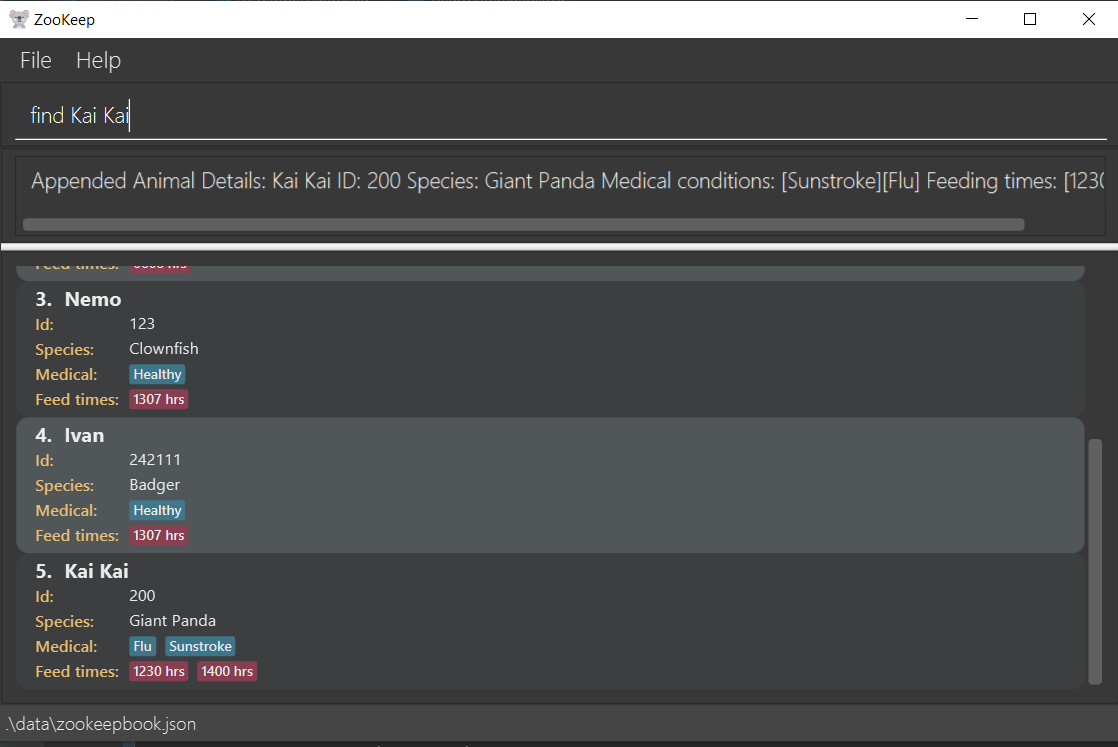 ZooKeep
File Help
find Kai Kai
Appended Animal Details: Kai Kai ID: 200 Species: Giant Panda Medical conditions: [Sunstroke][Flu] Feeding times: [1230
Feed times:
3. Nemo
Id: 123
Species: Clownfish
Medical: Healthy
Feed times: 1307 hrs
4. Ivan
Id: 242111
Species: Badger
Medical: Healthy
Feed times: 1307 hrs
5. Kai Kai
Id: 200
Species: Giant Panda
Medical: Flu Sunstroke
Feed times: 1230 hrs 1400 hrs
.\data\zookeepbook.json